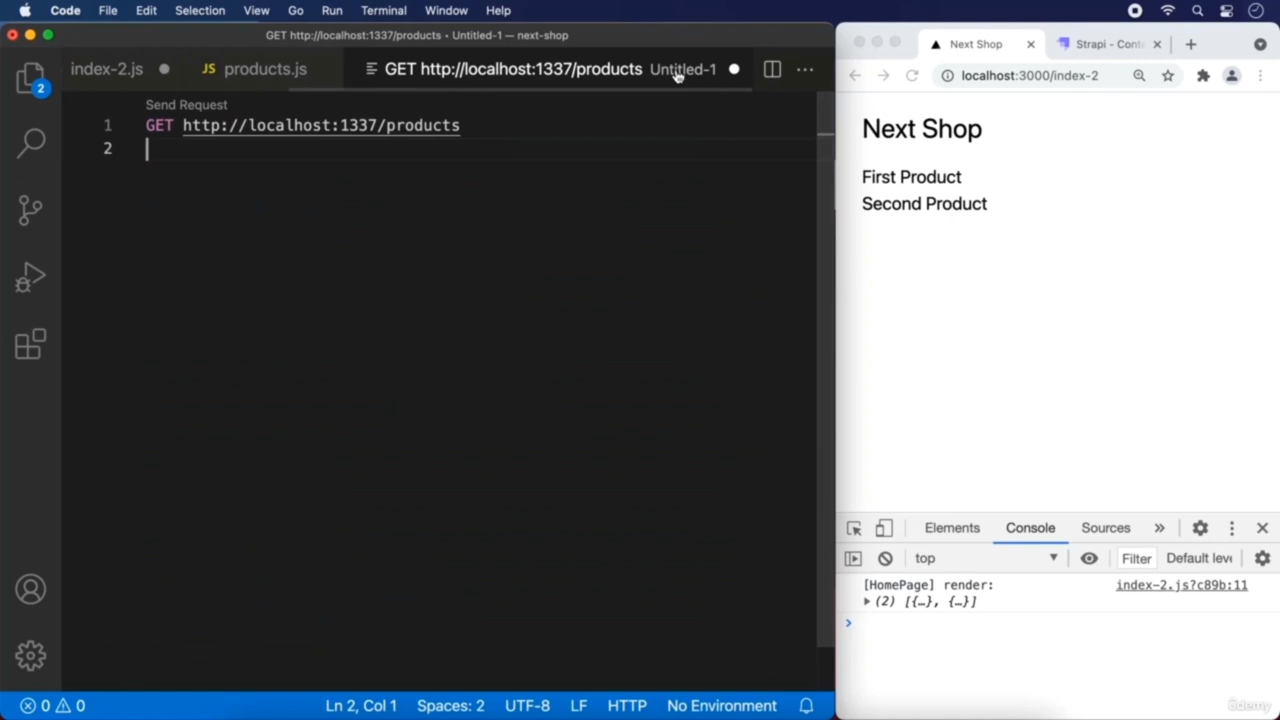 Code File Edit Selection View Go Run Terminal Window Help
GET http://localhost:1337/products • Untitled-1 — next-shop
index-2.js
JS products.js
GET http://localhost:1337/products Untitled-1
2
Send Request
1 GET http://localhost:1337/products
2
0 0 Ln 2, Col 1 Spaces: 2 UTF-8 LF HTTP No Environment
Next Shop
Strapi - Cont
localhost:3000/index-2
Next Shop
First Product
Second Product
Elements Console Sources »
top Filter Default leve
[HomePage] render: index-2.js?c89b:11
(2) [{…}, {…}]
ûdemy